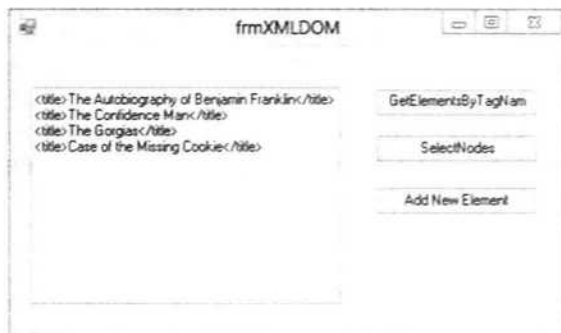 frmXMLDOM
<title>The Autobiography of Benjamin Franklin</title>
<title>The Confidence Man</title>
<title>The Gorgias</title>
<title>Case of the Missing Cookie</title>
GetElementsByTagNam
SelectNodes
Add New Element